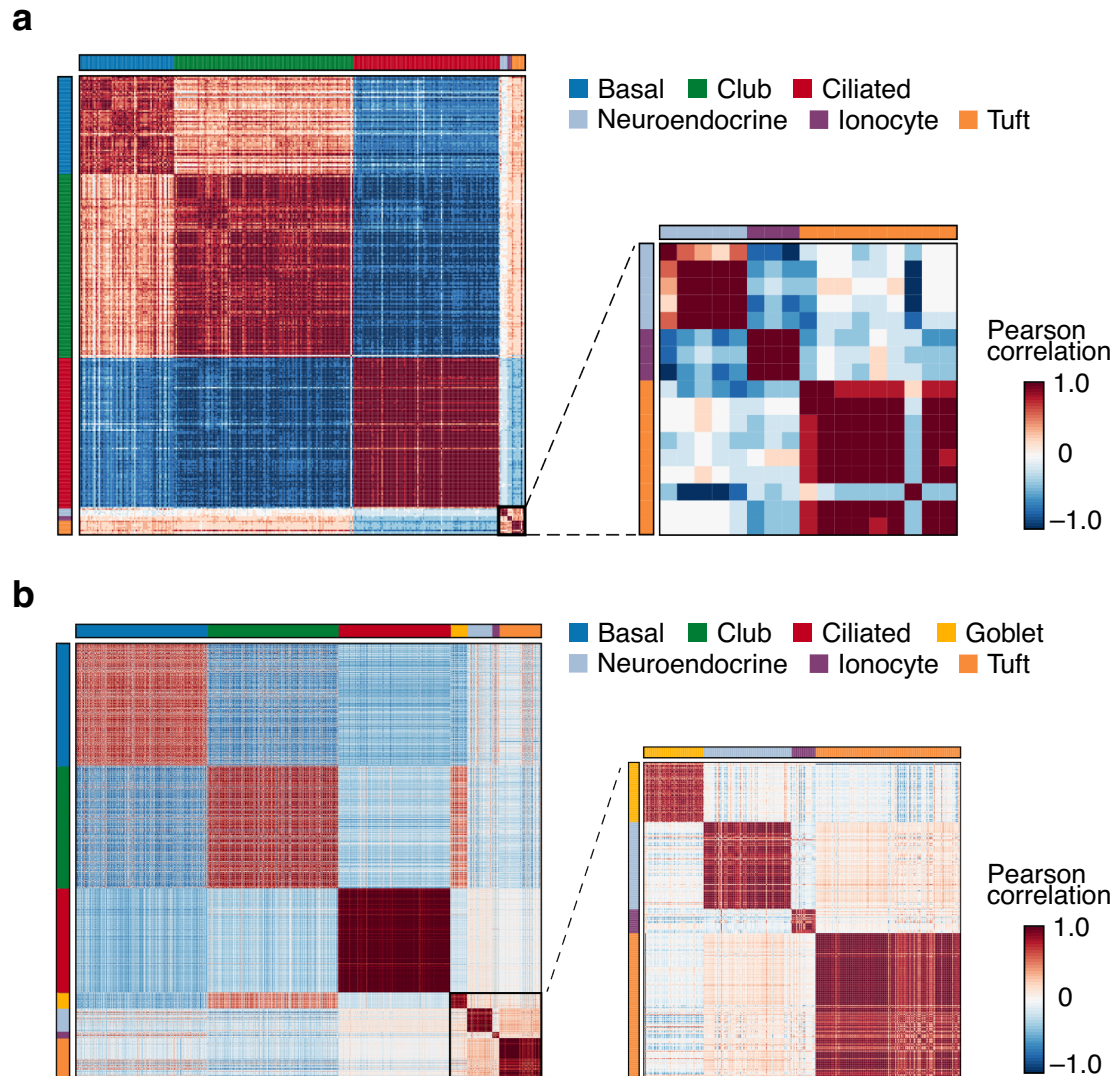 a
Basal Club Ciliated
Neuroendocrine Ionocyte Tuft
Pearson
correlation
1.0
0
−1.0
b
Basal Club Ciliated Goblet
Neuroendocrine Ionocyte Tuft
Pearson
correlation
1.0
0
−1.0